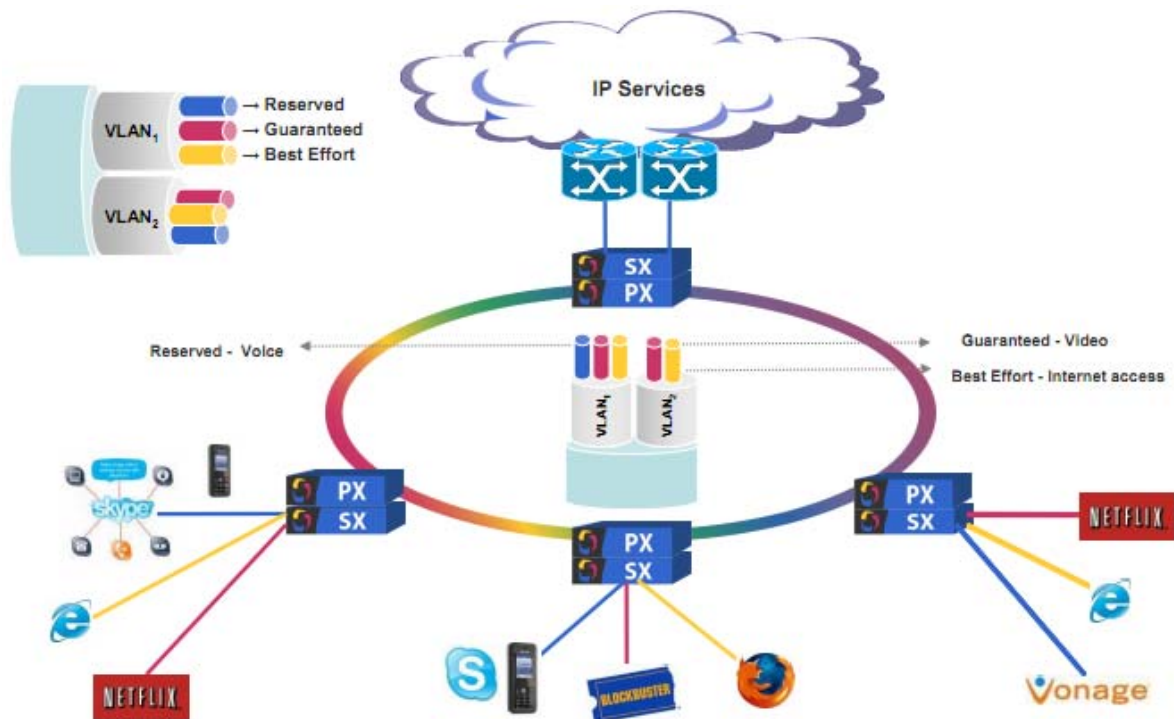 IP Services
→ Reserved
→ Guaranteed
→ Best Effort
VLAN1
VLAN2
SX
PX
Reserved - Voice
Guaranteed - Video
Best Effort - Internet access
VLAN1
VLAN2
PX
SX
PX
SX
PX
SX
skype
NETFLIX
NETFLIX
BLOCKBUSTER
Vonage